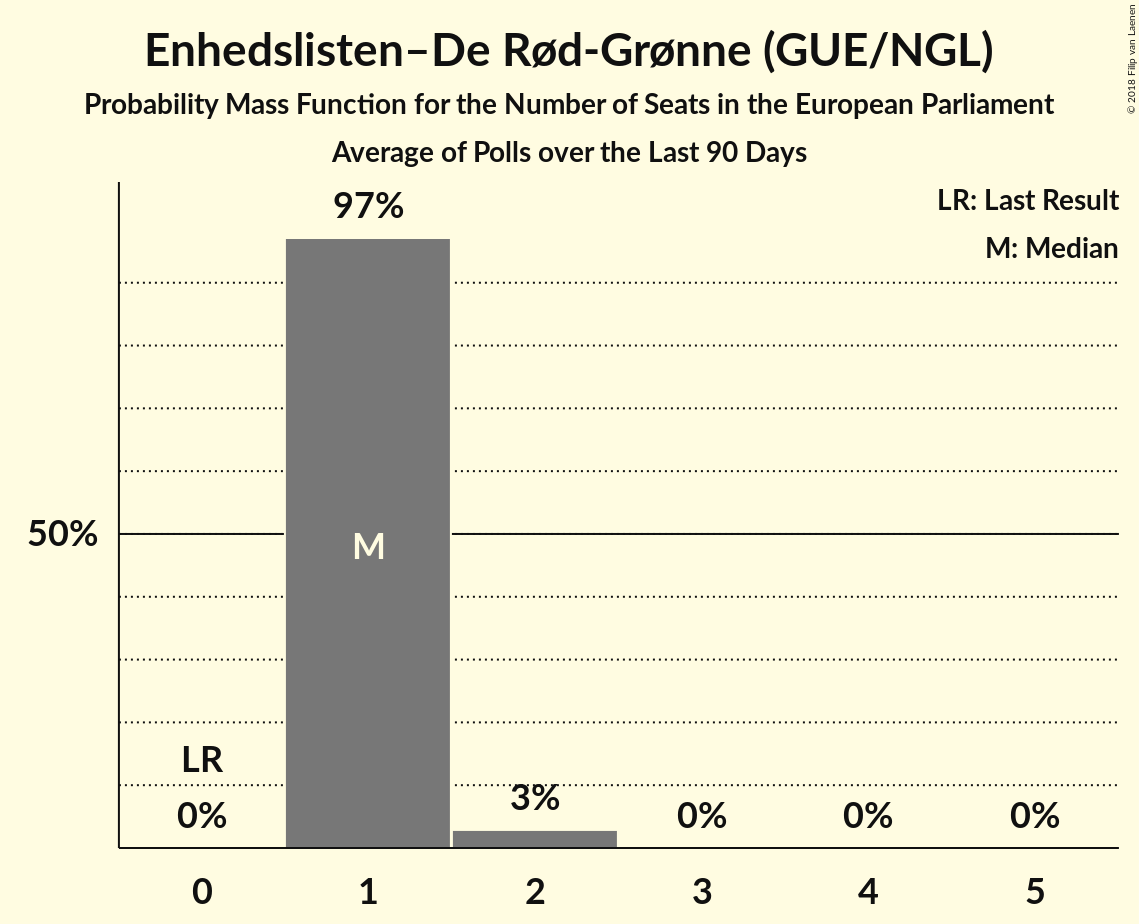 Enhedslisten–De Rød-Grønne (GUE/NGL)
Probability Mass Function for the Number of Seats in the European Parliament
Average of Polls over the Last 90 Days
© 2018 Filip van Laenen
LR: Last Result
M: Median
97%
50%
M
LR
0%
3%
0%
0%
0%
0
1
2
3
4
5